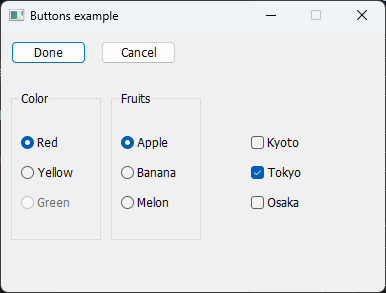 Buttons example
Done Cancel
Color Fruits
Red Apple Kyoto
Yellow Banana Tokyo
Green Melon Osaka